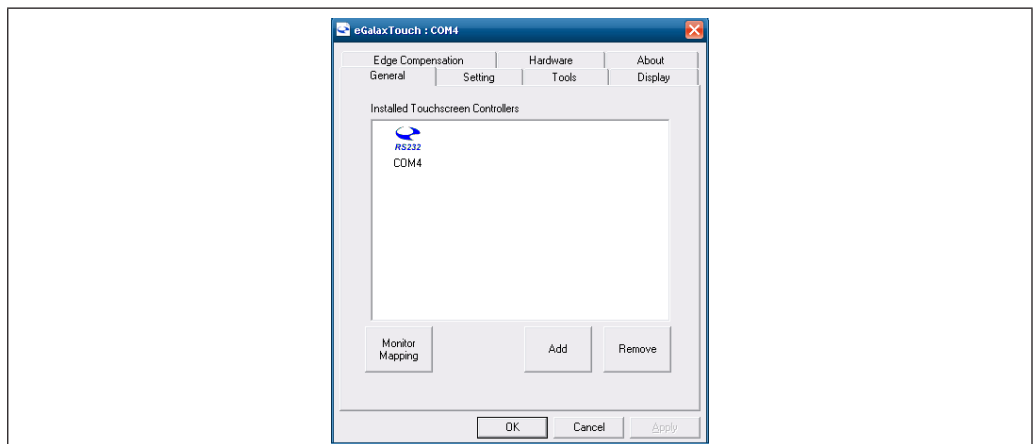 eGalaxTouch : COM4
Edge Compensation Hardware About
General Setting Tools Display
Installed Touchscreen Controllers
RS232
COM4
Monitor
Mapping
Add Remove
OK Cancel Apply